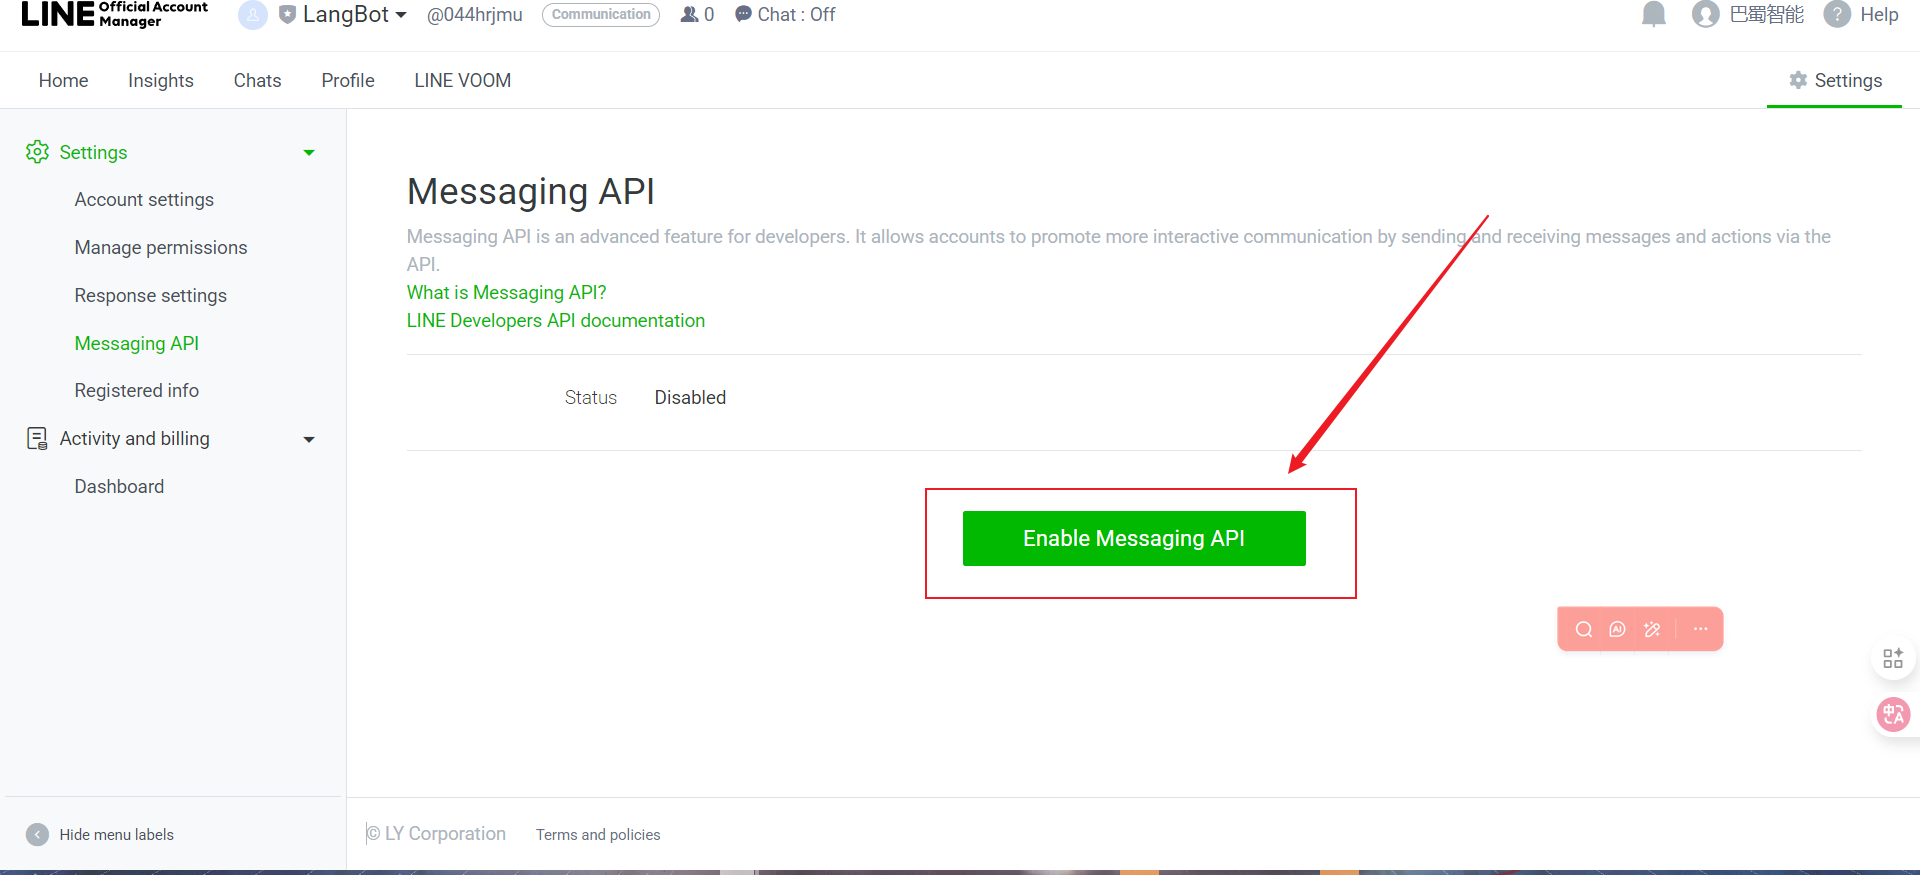 LINE Official Account Manager
LangBot
@044hrjmu
Communication
0
Chat : Off
巴蜀智能
? Help
Home
Insights
Chats
Profile
LINE VOOM
Settings
Settings
Account settings
Manage permissions
Response settings
Messaging API
Registered info
Activity and billing
Dashboard
Hide menu labels
Messaging API
Messaging API is an advanced feature for developers. It allows accounts to promote more interactive communication by sending and receiving messages and actions via the
API.
What is Messaging API?
LINE Developers API documentation
Status
Disabled
Enable Messaging API
AI
中A
© LY Corporation
Terms and policies